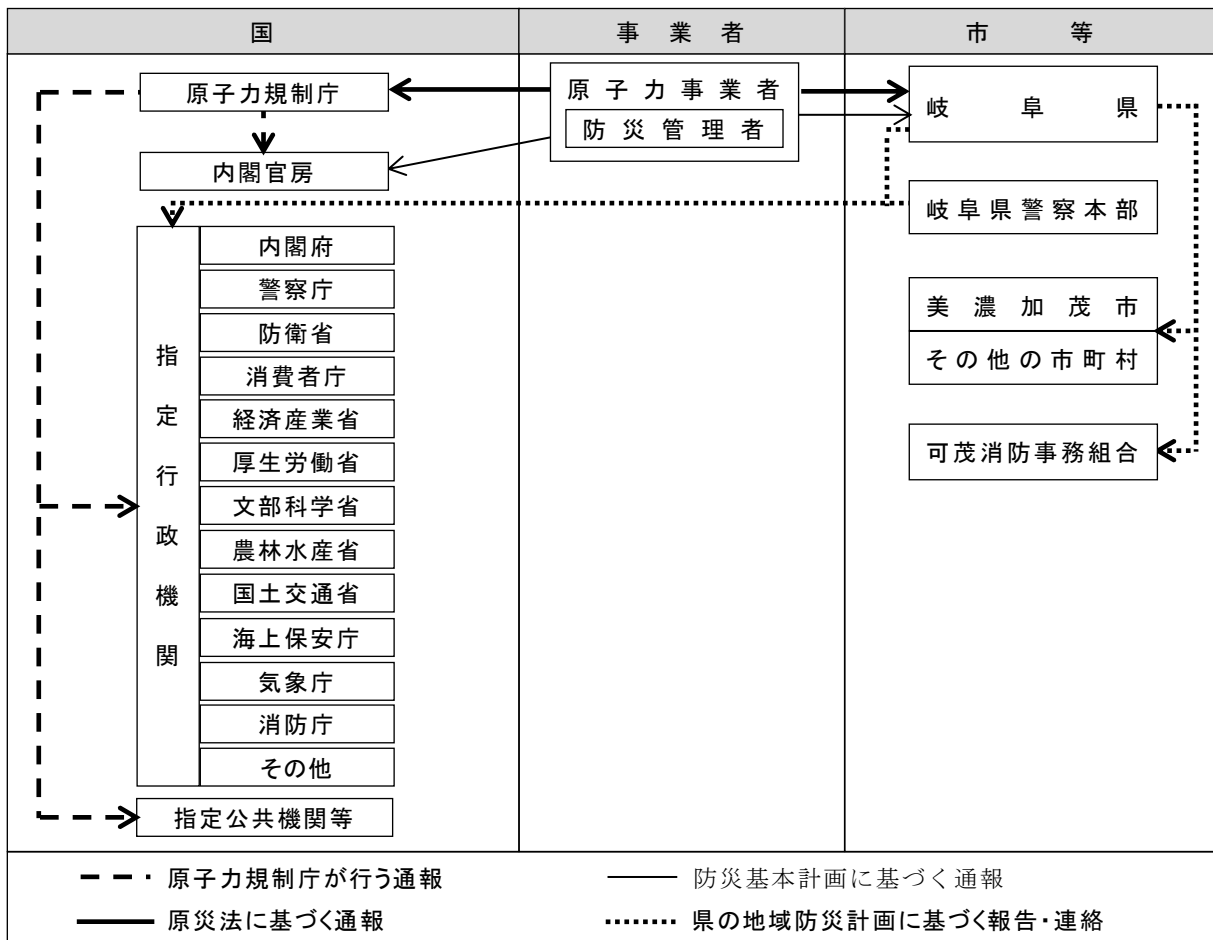 国
事業者
市等
原子力規制庁
内閣官房
指定行政機関
内閣府
警察庁
防衛省
消費者庁
経済産業省
厚生労働省
文部科学省
農林水産省
国土交通省
海上保安庁
気象庁
消防庁
その他
指定公共機関等
原子力事業者
防災管理者
岐阜県
岐阜県警察本部
美濃加茂市
その他の市町村
可茂消防事務組合
原子力規制庁が行う通報
防災基本計画に基づく通報
原災法に基づく通報
県の地域防災計画に基づく報告・連絡